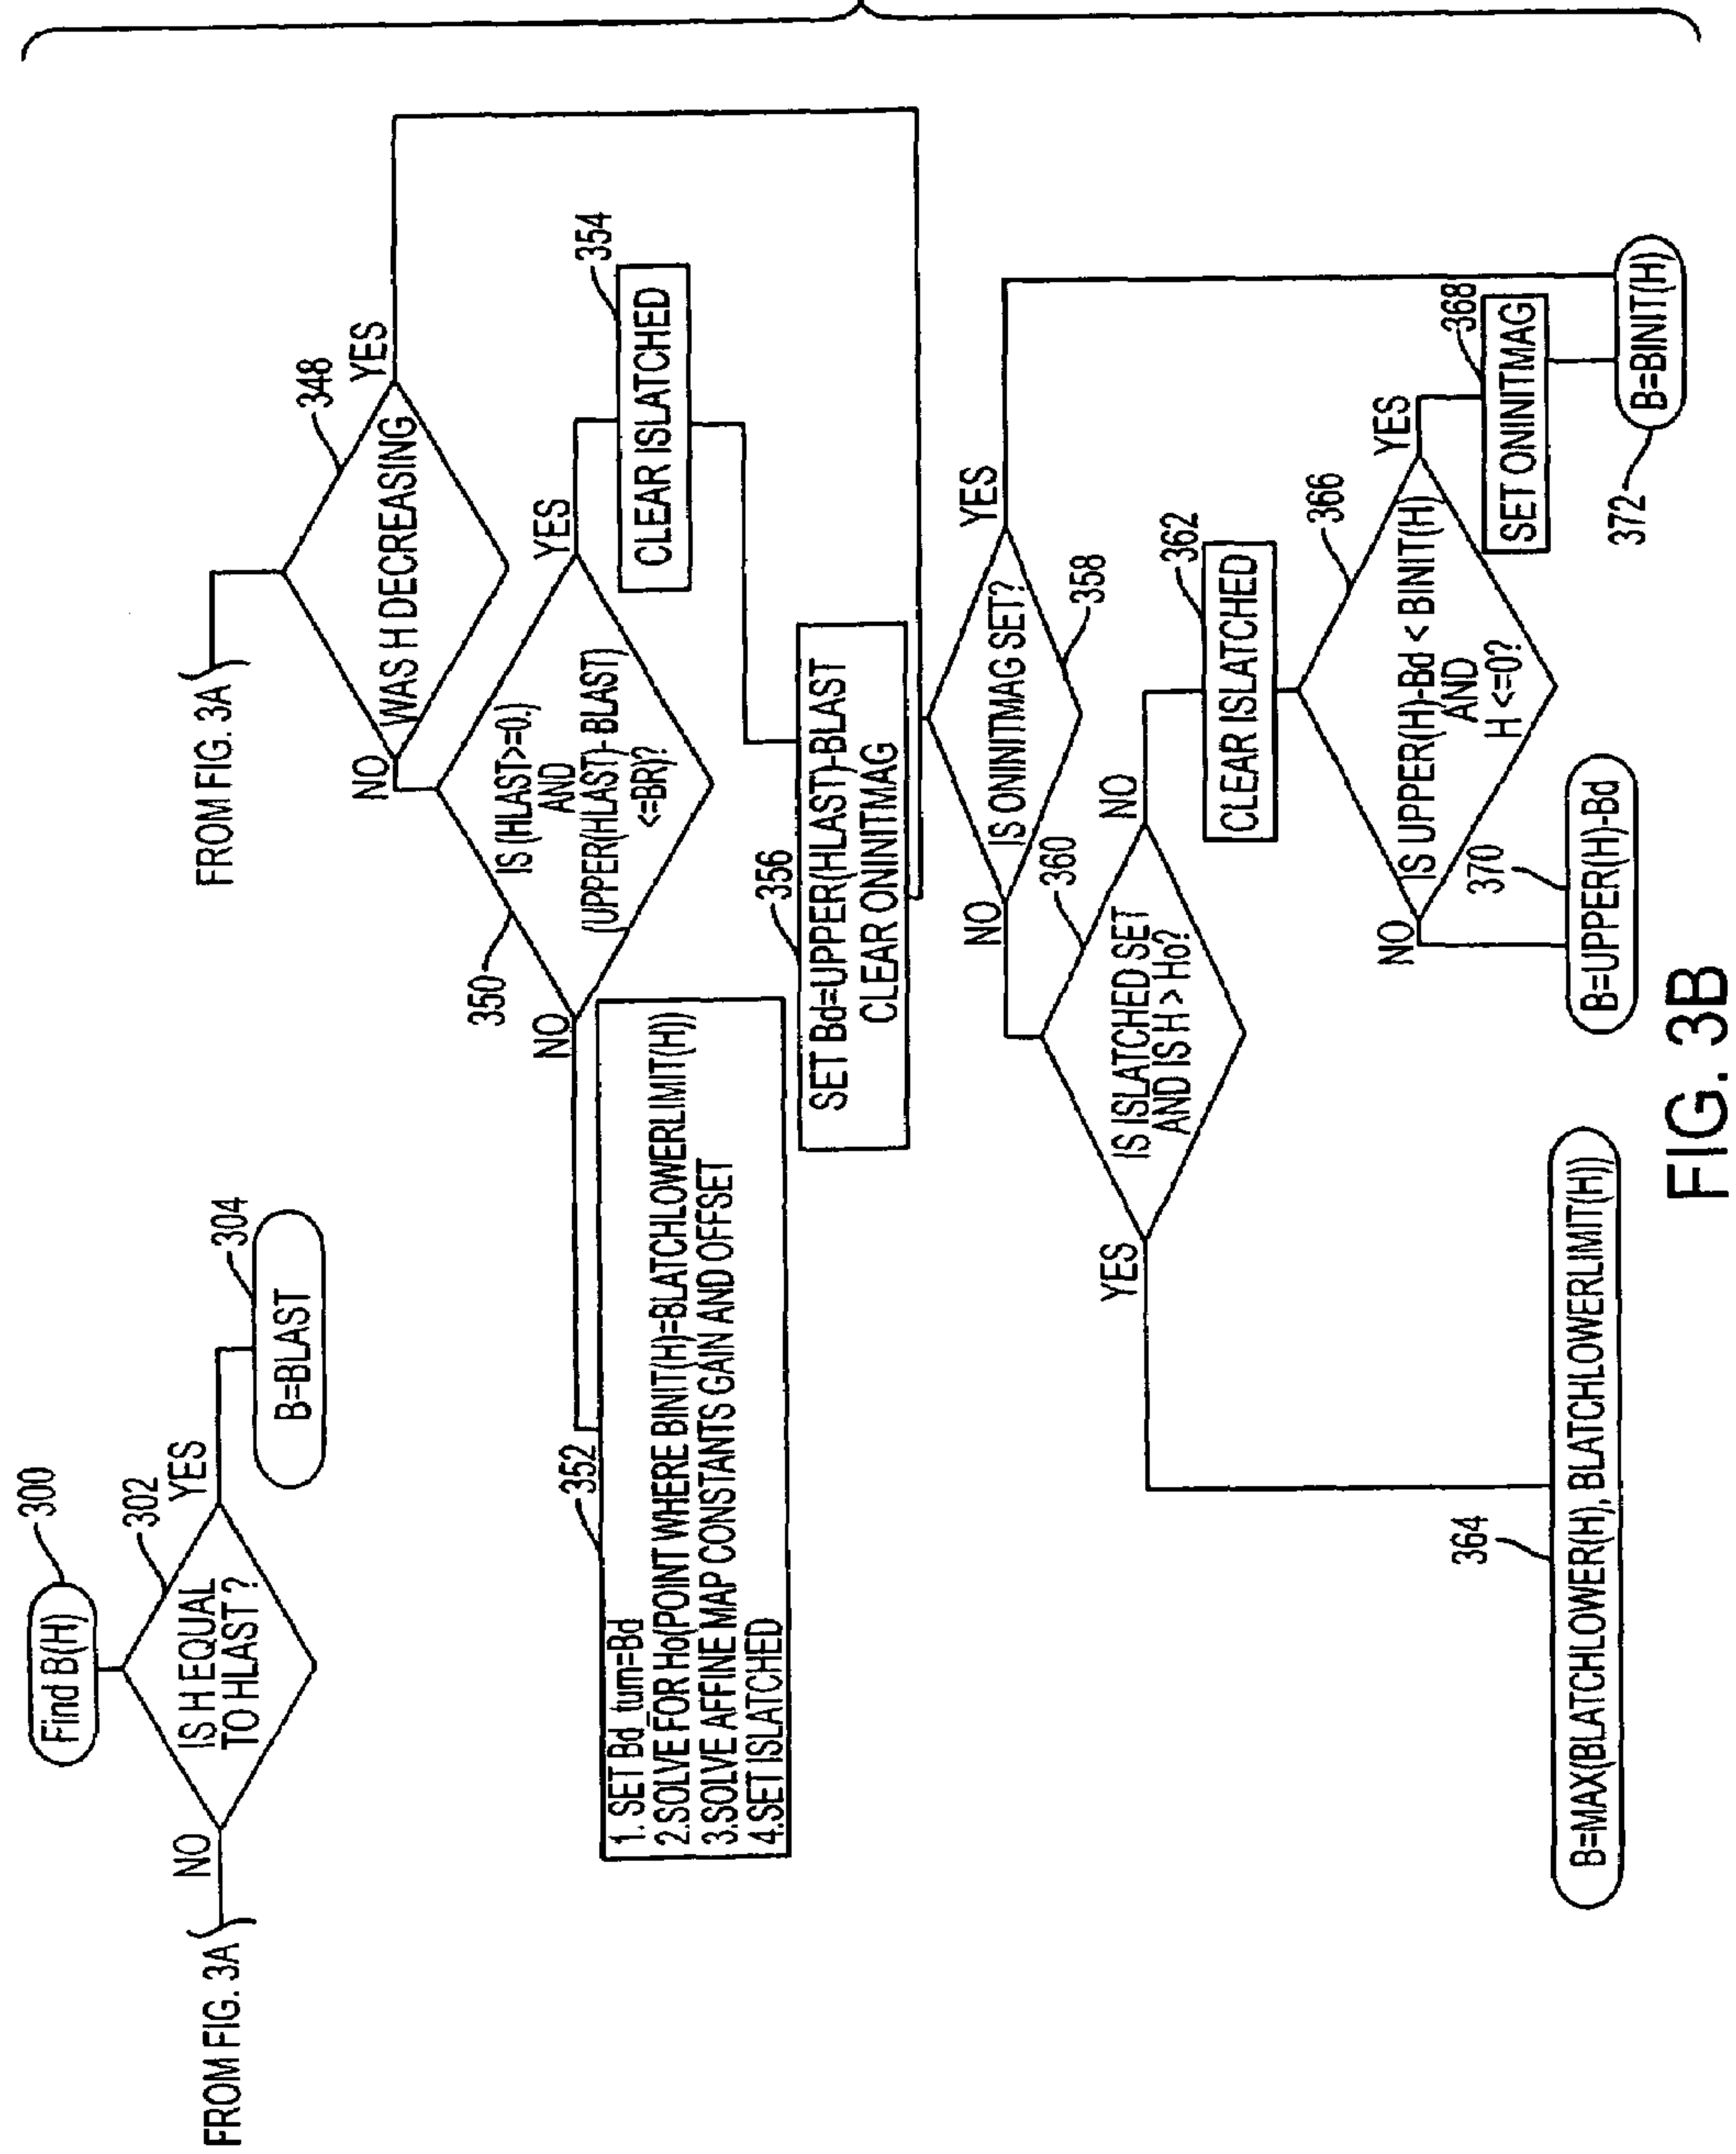 300
Find B(H)
302
IS H EQUAL
TO HLAST ?
YES
304
B=BLAST
NO
FROM FIG. 3A
FROM FIG. 3A
348
WAS H DECREASING
YES
NO
350
IS (HLAST>=0.)
AND
(UPPER(HLAST)-BLAST)
<=BR)?
YES
354
CLEAR ISLATCHED
NO
352
1. SET Bd_turn=Bd
2.SOLVE FOR Ho(POINT WHERE BINIT(H)=BLATCHLOWERLIMIT(H))
3.SOLVE AFFINE MAP CONSTANTS GAIN AND OFFSET
4.SET ISLATCHED
356
SET Bd=UPPER(HLAST)-BLAST
CLEAR ONINITMAG
IS ONINITMAG SET?
358
YES
NO
360
IS ISLATCHED SET
AND IS H > Ho?
NO
362
CLEAR ISLATCHED
YES
364
B=MAX(BLATCHLOWER(H), BLATCHLOWERLIMIT(H))
366
IS UPPER(H)-Bd < BINIT(H)
AND
H <=0?
YES
368
SET ONINITMAG
NO
370
B=UPPER(H)-Bd
372
B=BINIT(H)
FIG. 3B